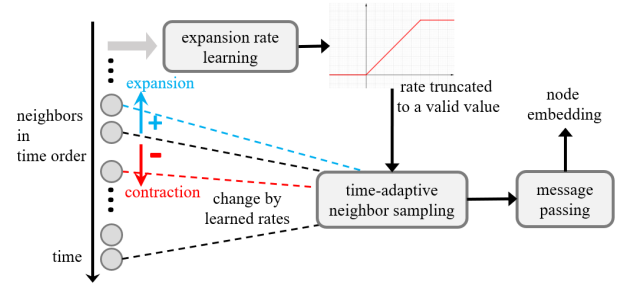 expansion rate
learning
rate truncated
to a valid value
node
embedding
expansion
+
neighbors
in
time order
-
contraction
change by
learned rates
time-adaptive
neighbor sampling
message
passing
time